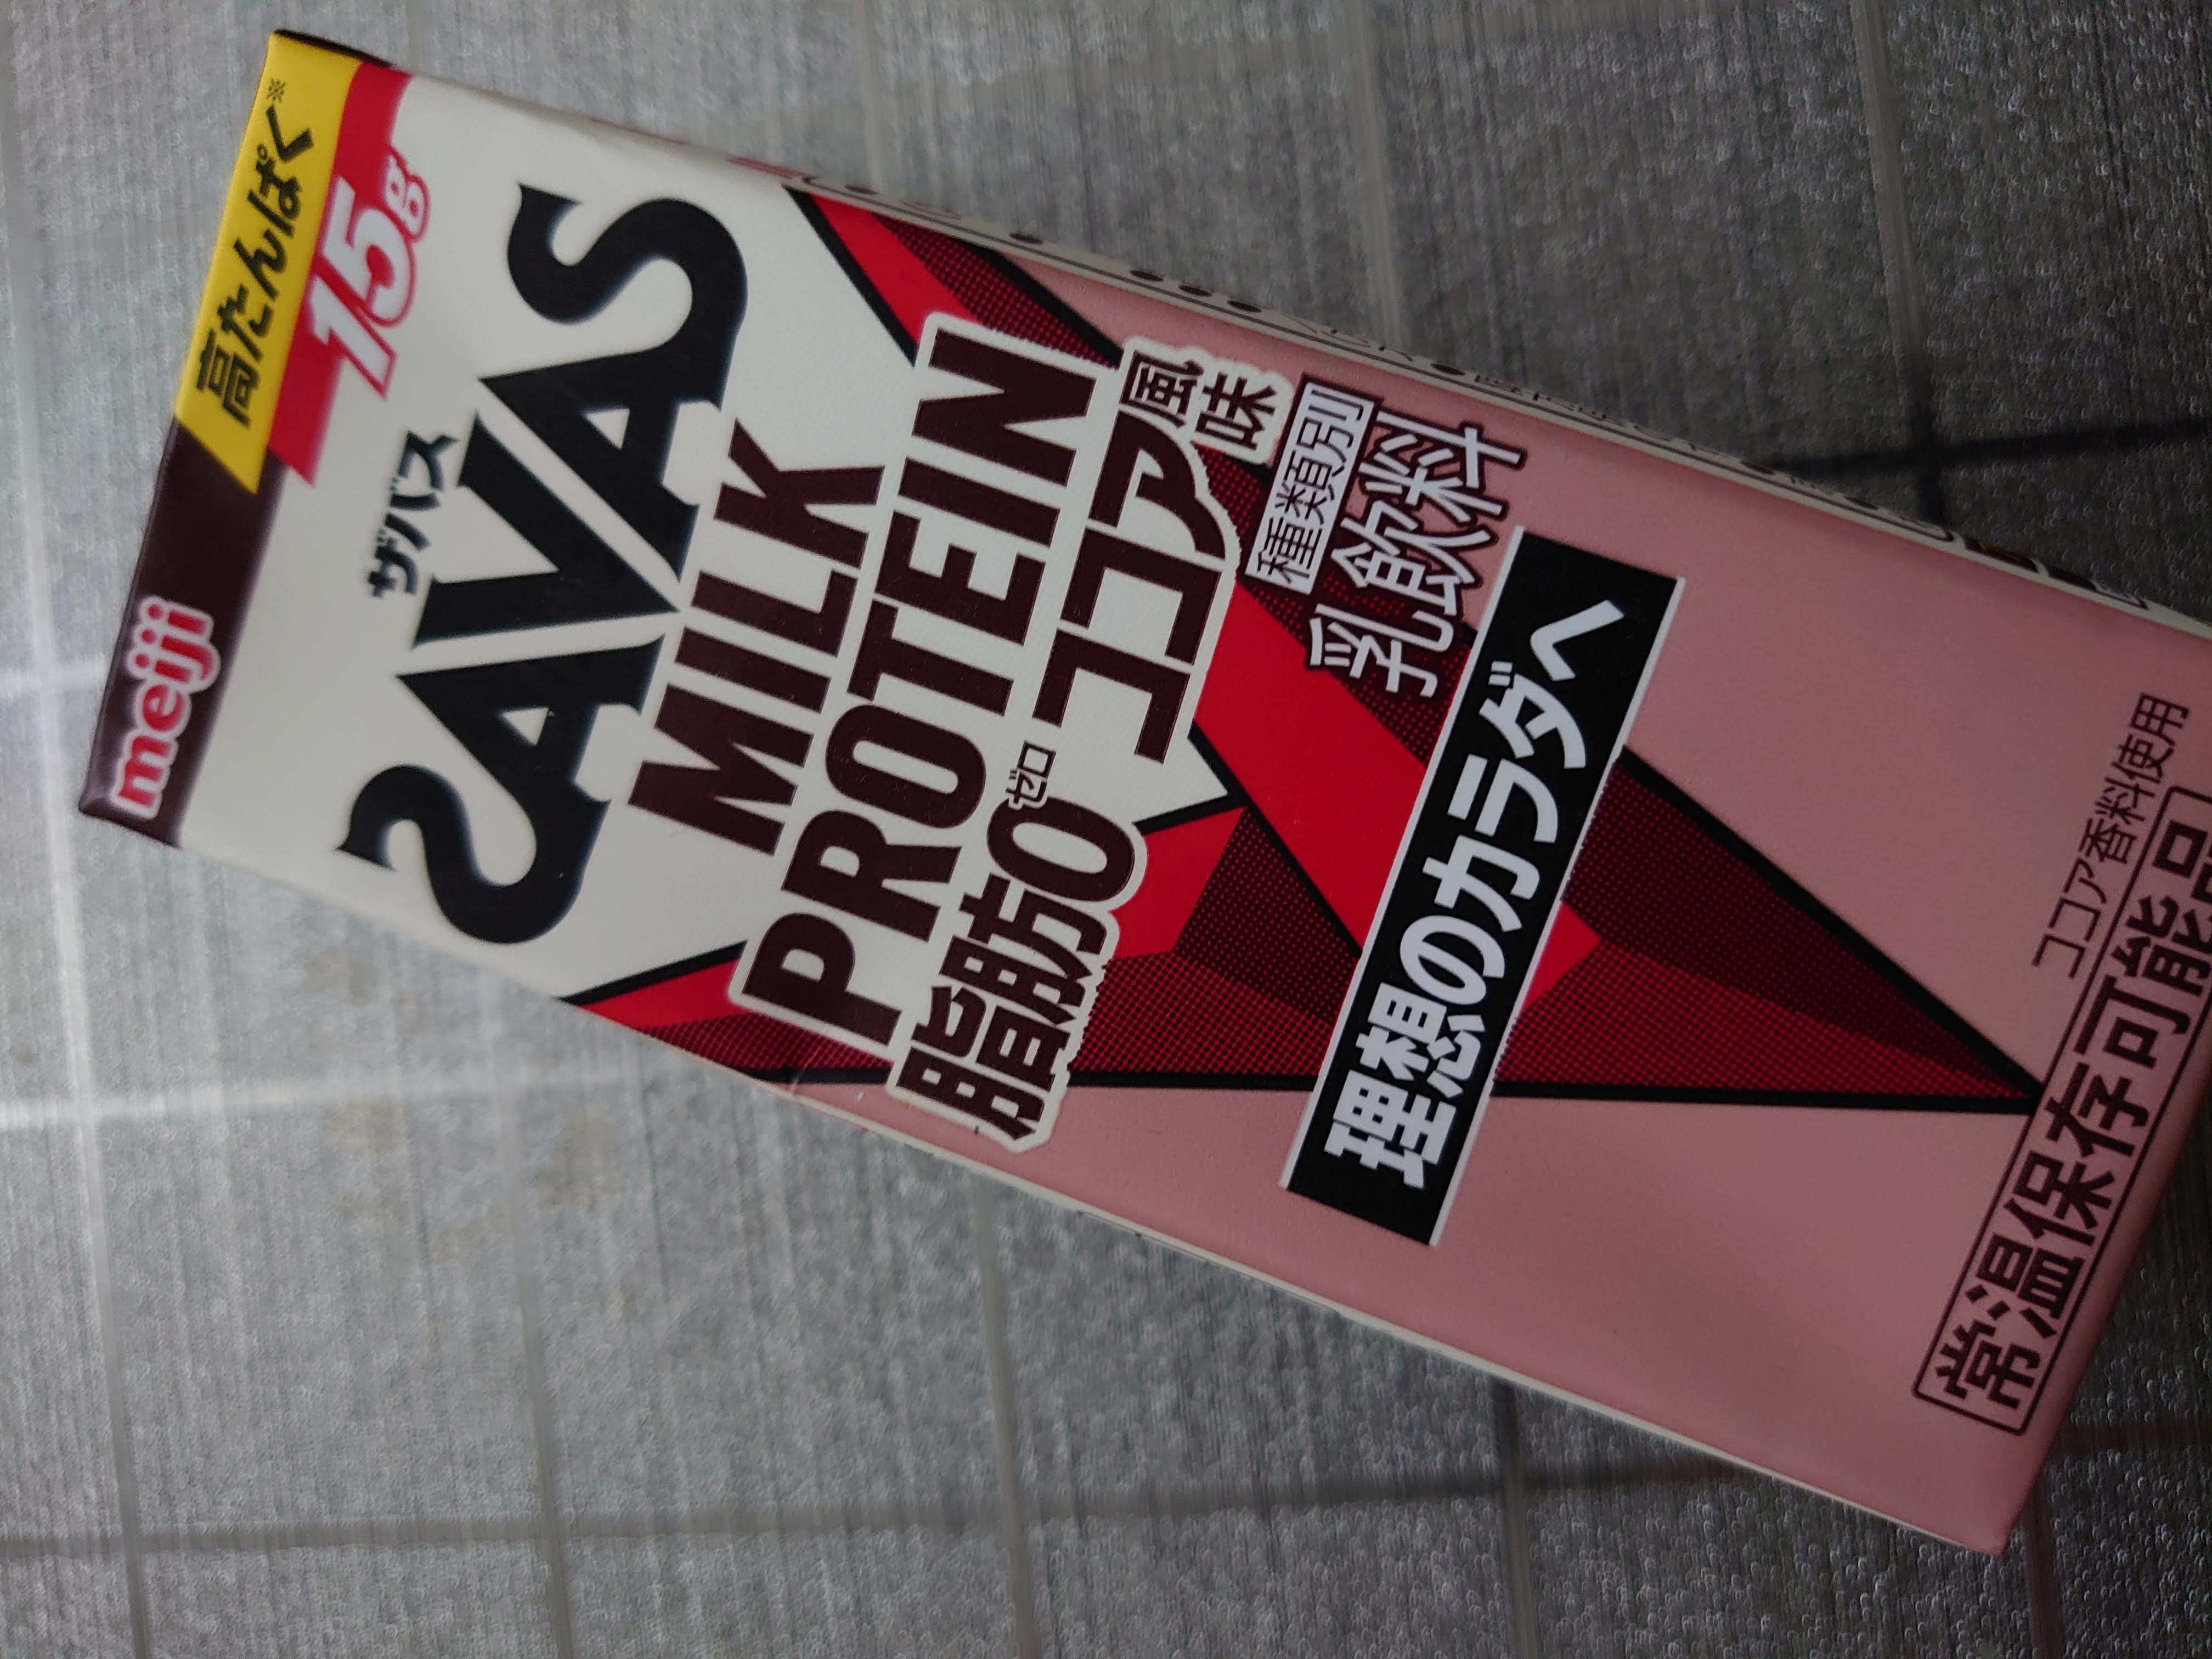 meiji
高たんぱく※
15g
ザバス
SAVAS
MILK
PROTEIN
脂肪0ゼロ ココア風味
種類別
乳飲料
理想のカラダへ
ココア香料使用
常温保存可能品